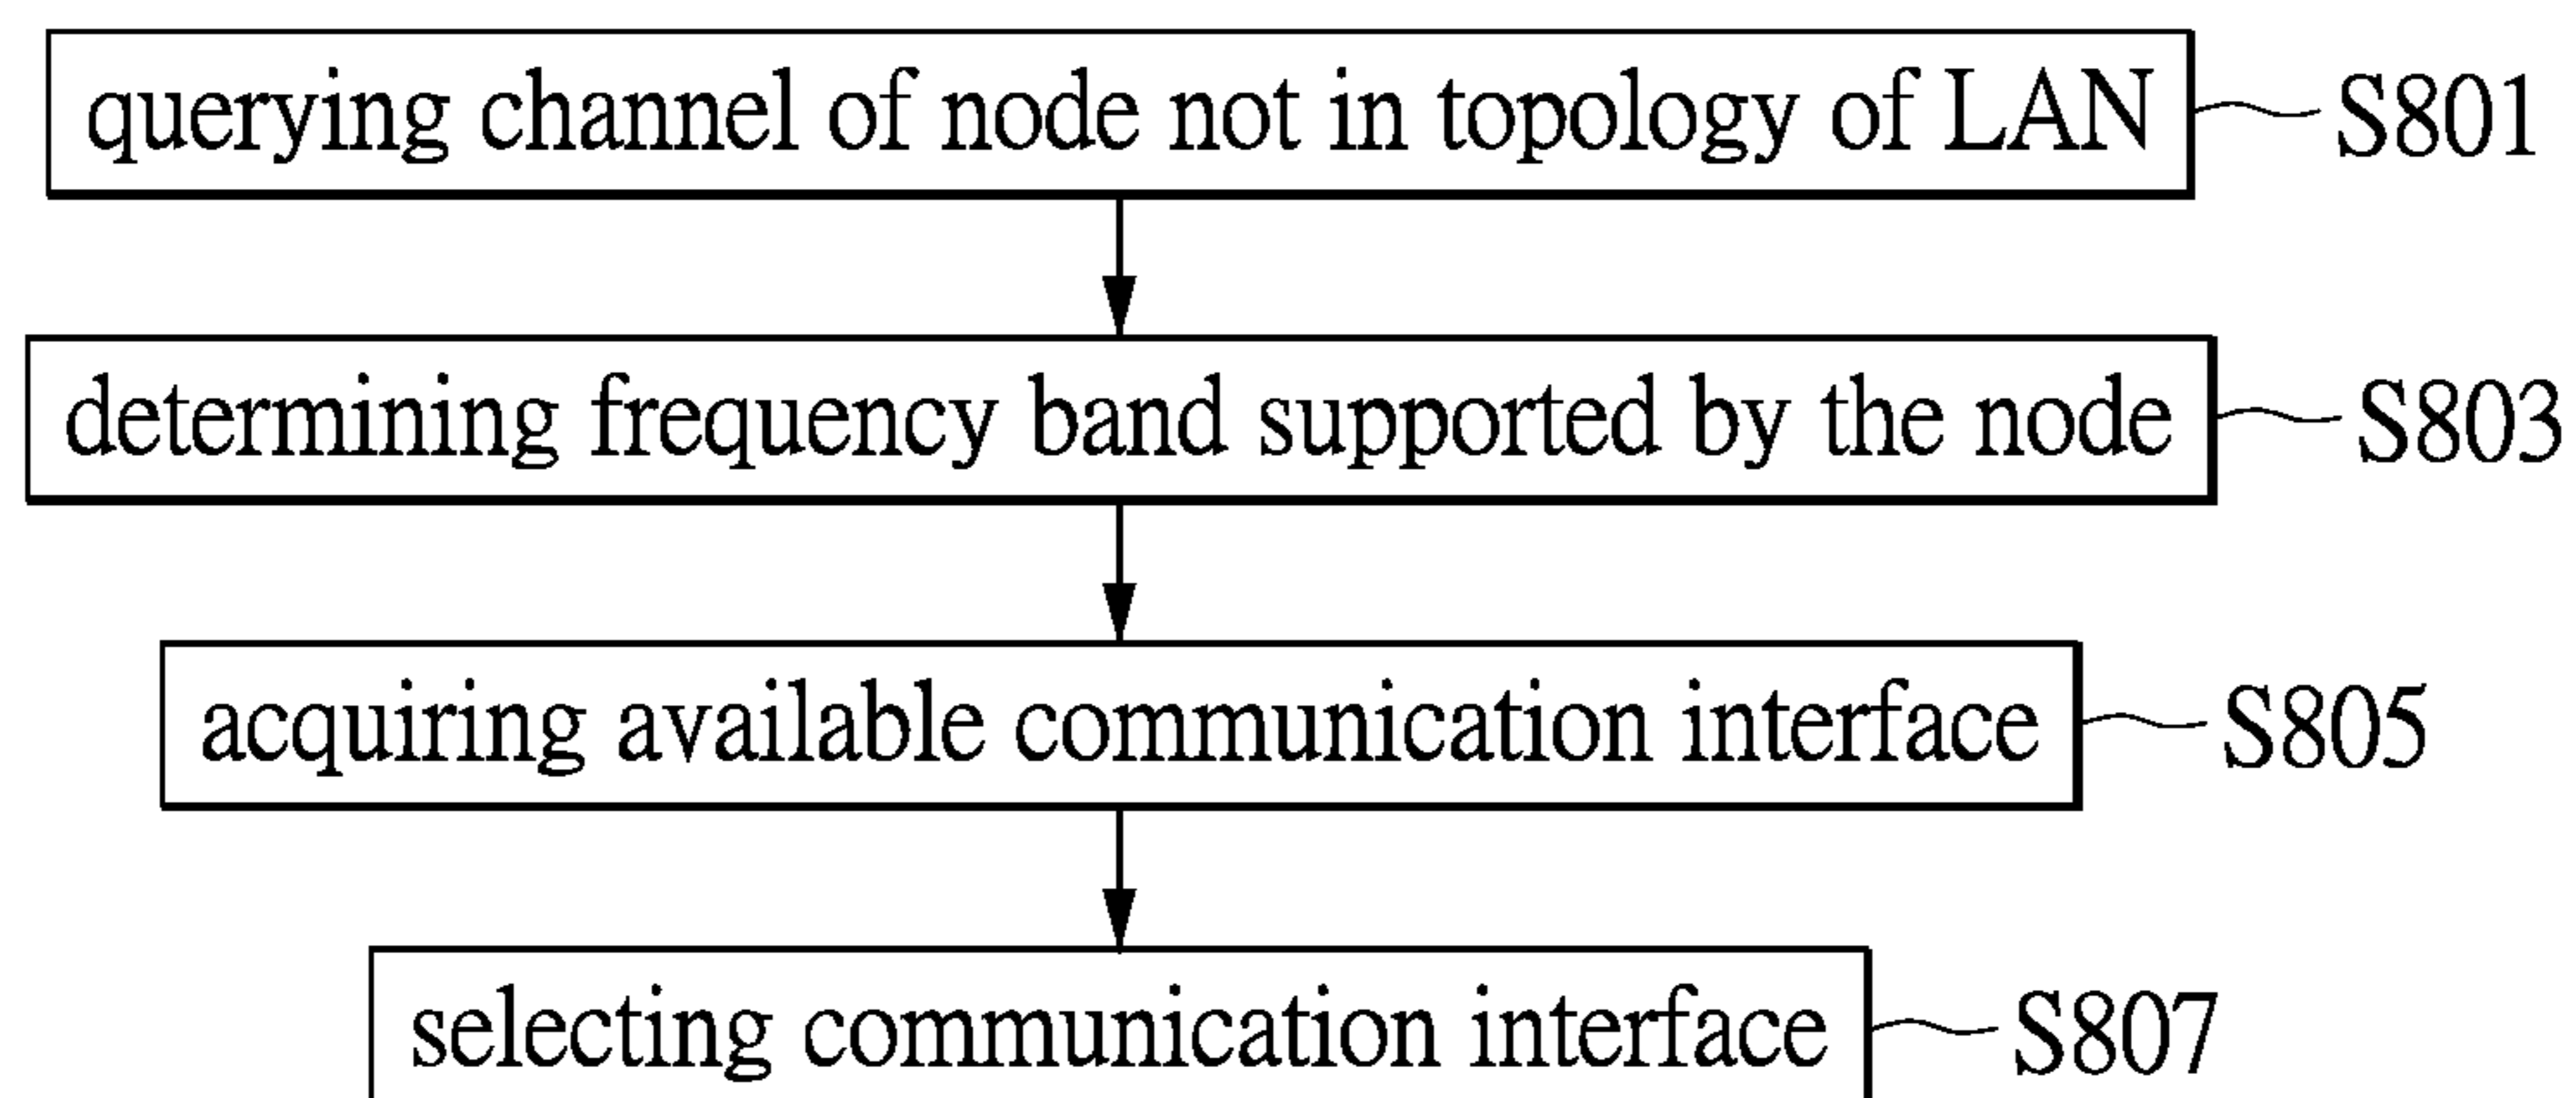 querying channel of node not in topology of LAN S801
determining frequency band supported by the node S803
acquiring available communication interface S805
selecting communication interface S807